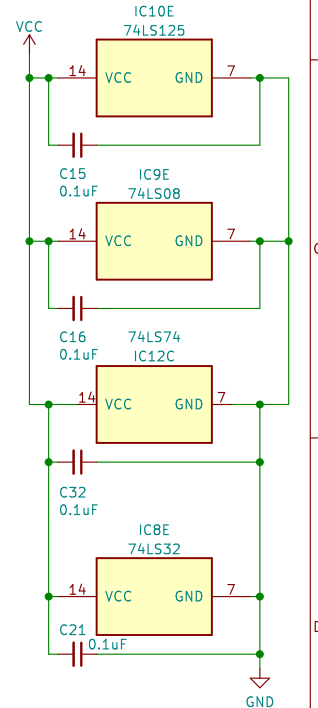 VCC
IC10E
74LS125
14 VCC GND 7
C15
0.1uF
IC9E
74LS08
14 VCC GND 7
C16
0.1uF
74LS74
IC12C
14 VCC GND 7
C32
0.1uF
IC8E
74LS32
14 VCC GND 7
C21
0.1uF
GND